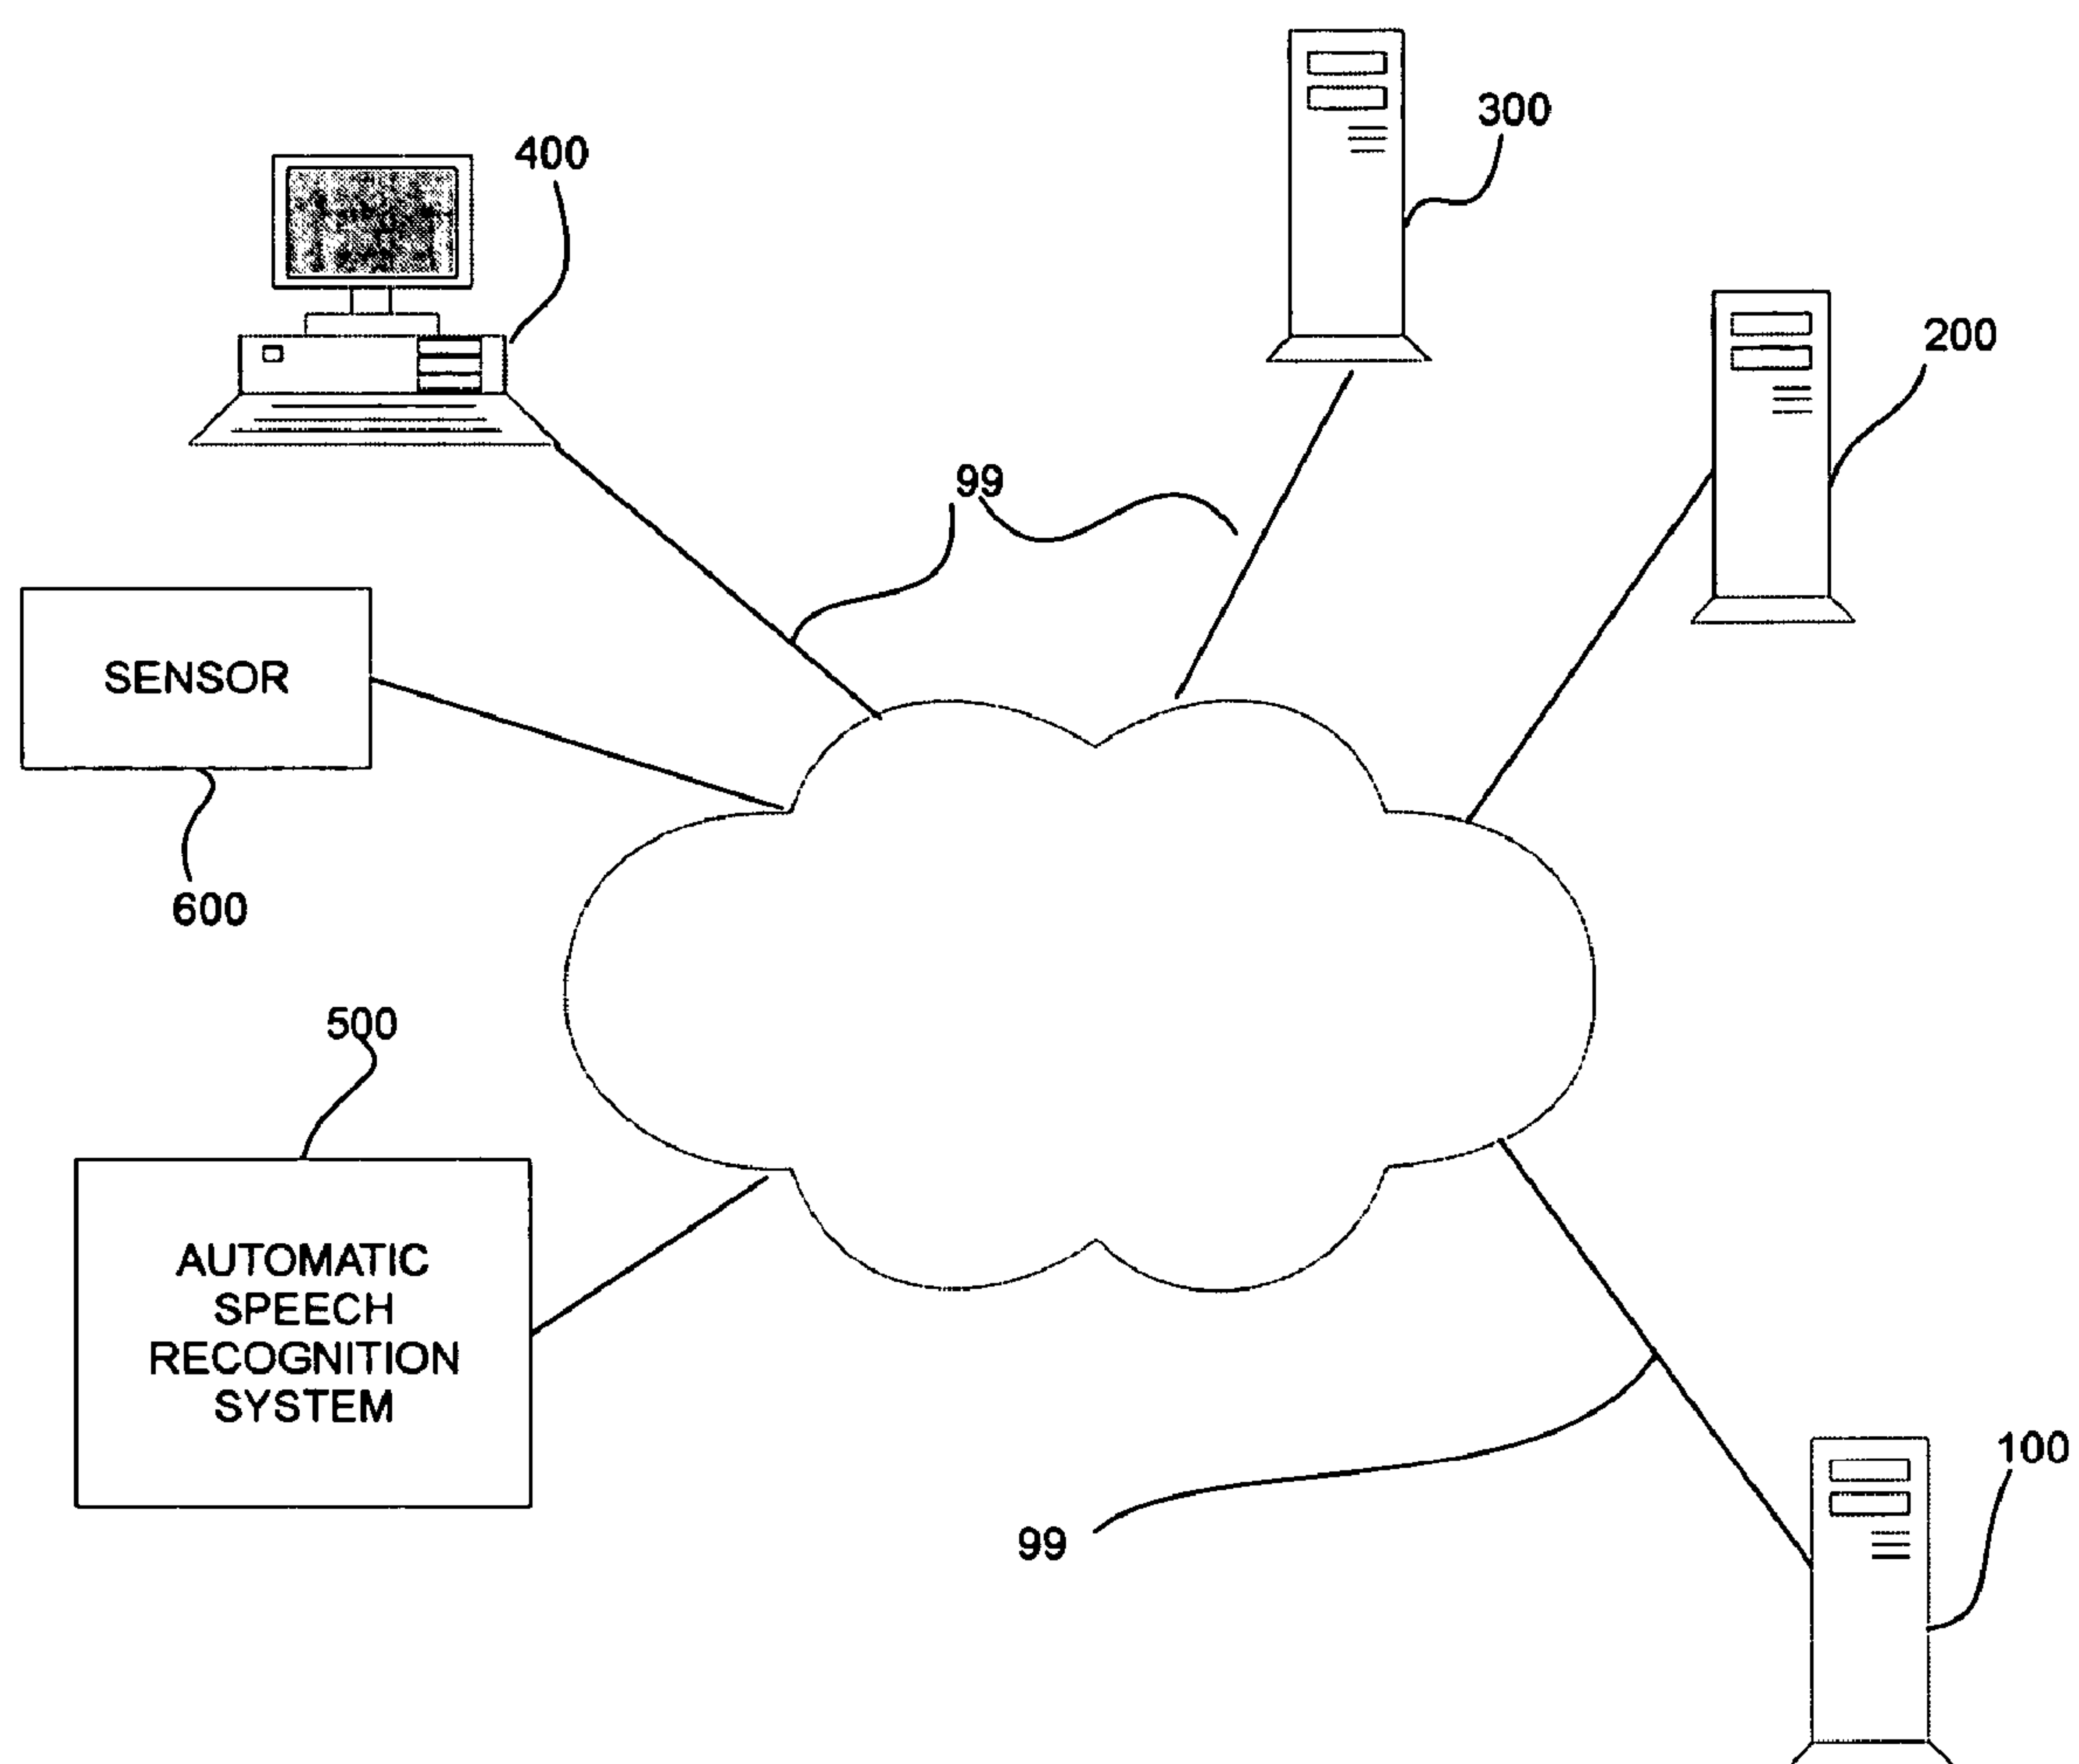 300
400
200
99
SENSOR
600
500
AUTOMATIC
SPEECH
RECOGNITION
SYSTEM
100
99